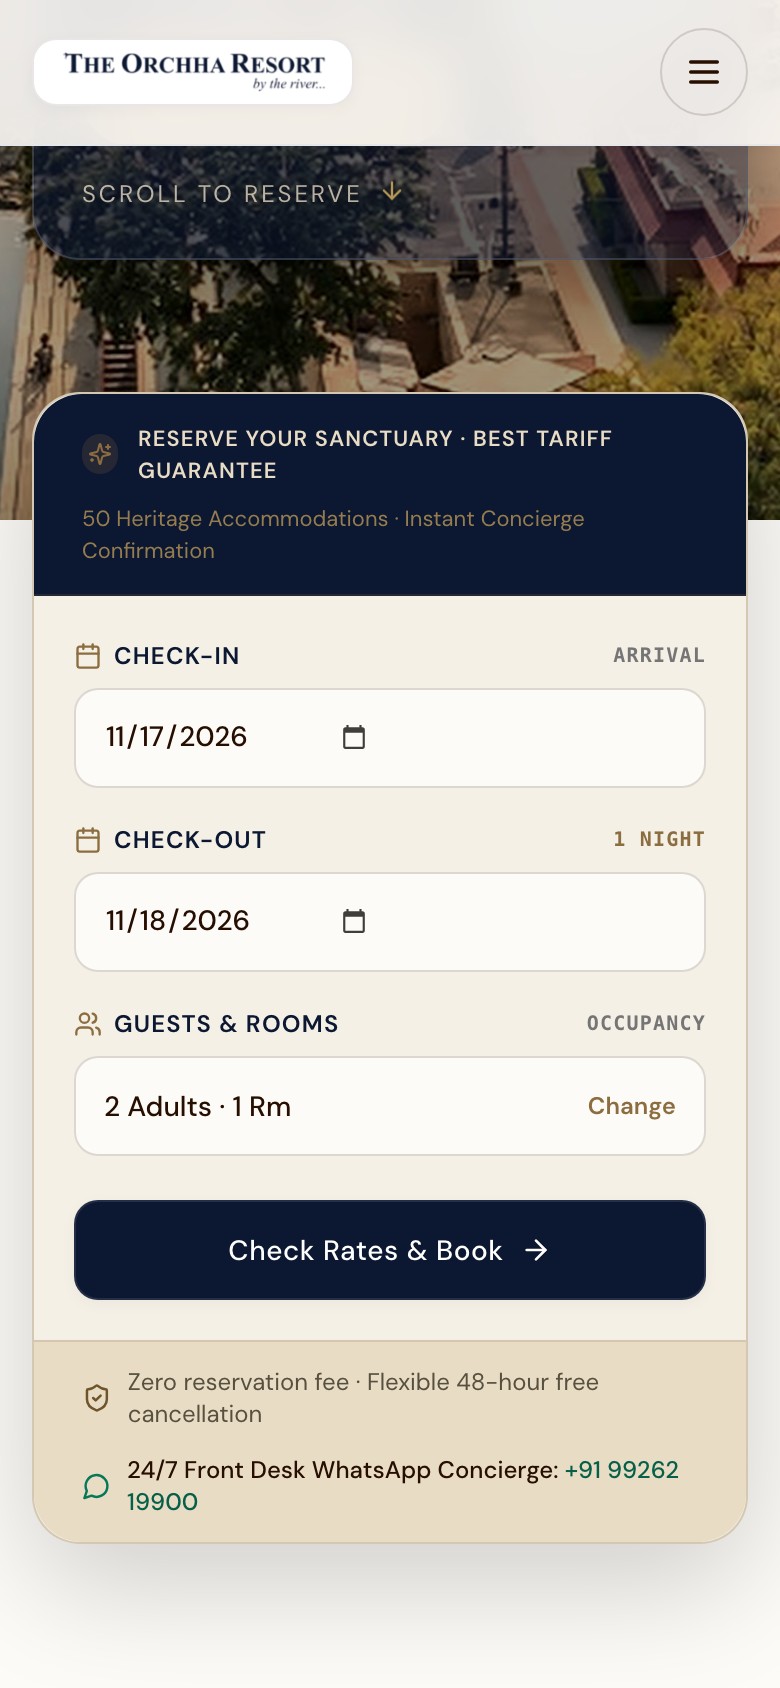 THE ORCHHA RESORT
by the river...
SCROLL TO RESERVE ↓
RESERVE YOUR SANCTUARY · BEST TARIFF
GUARANTEE
50 Heritage Accommodations · Instant Concierge
Confirmation
CHECK-IN ARRIVAL
11/17/2026
CHECK-OUT 1 NIGHT
11/18/2026
GUESTS & ROOMS OCCUPANCY
2 Adults · 1 Rm Change
Check Rates & Book →
Zero reservation fee · Flexible 48-hour free
cancellation
24/7 Front Desk WhatsApp Concierge: +91 99262
19900